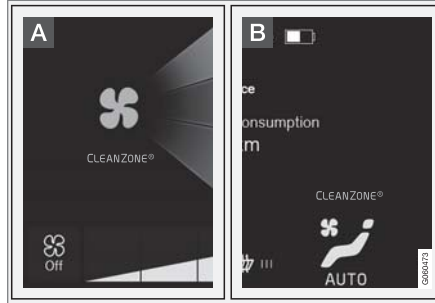 A
CLEANZONE®
Off
B
ce
onsumption
m
CLEANZONE®
AUTO
G060473